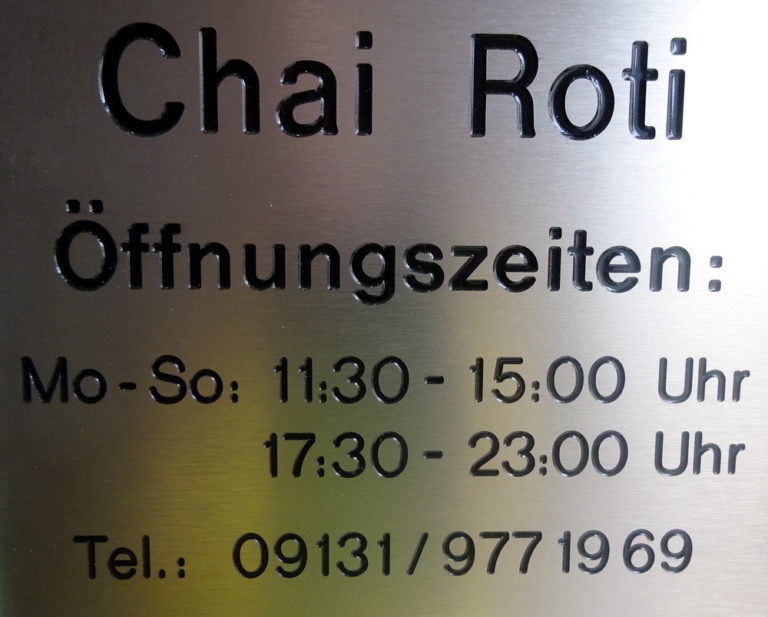 Chai Roti
Öffnungszeiten:
Mo-So: 11:30 - 15:00 Uhr
17:30 - 23:00 Uhr
Tel.: 09131/9771969